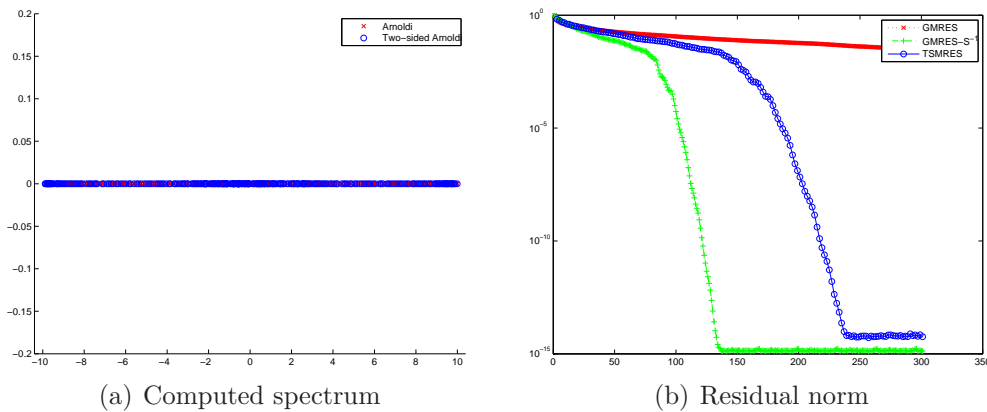 0.2
0.15
0.1
0.05
0
−0.05
−0.1
−0.15
−0.2
−10 −8 −6 −4 −2 0 2 4 6 8 10
Arnoldi
Two-sided Arnold
(a) Computed spectrum
10^0
10^−5
10^−10
10^−15
0 50 100 150 200 250 300 350
GMRES
GMRES−S^−1
TSMRES
(b) Residual norm